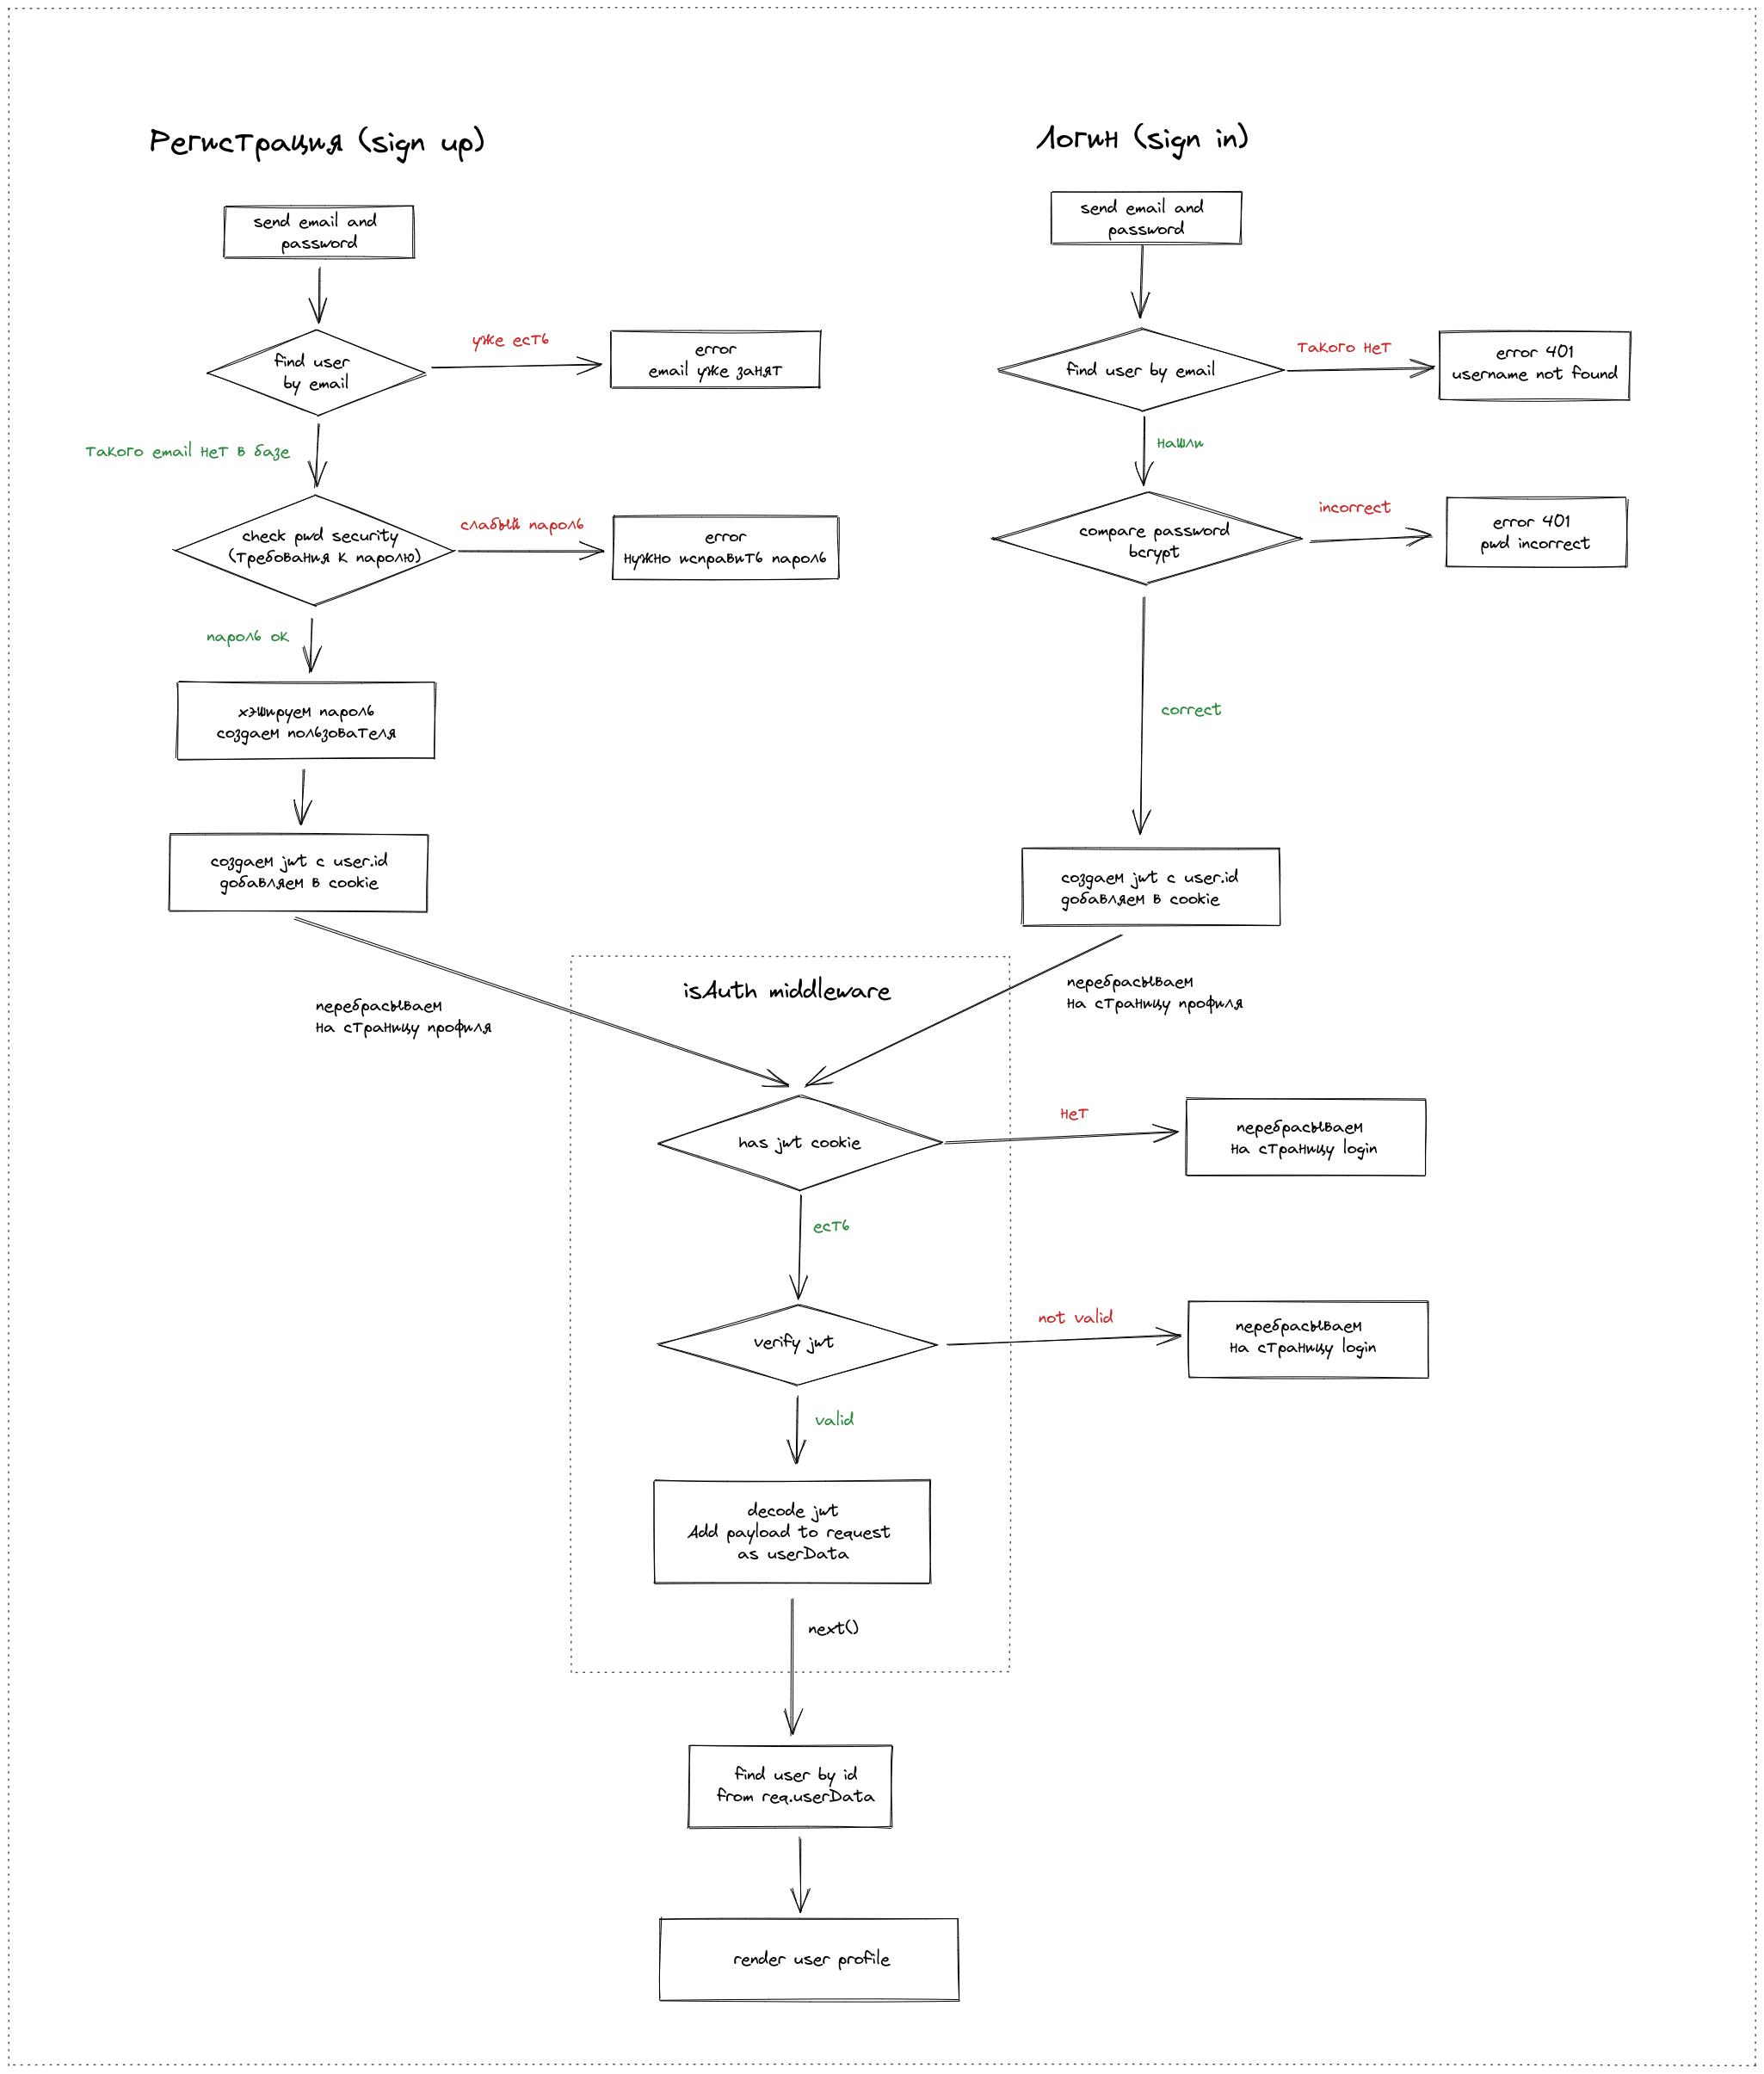 Регистрация (sign up)
send email and
password
find user
by email
уже есть
error
email уже занят
такого email нет в базе
check pwd security
(требования к паролю)
слабый пароль
error
нужно исправить пароль
пароль ок
хэшируем пароль
создаем пользователя
создаем jwt с user.id
добавляем в cookie
перебрасываем
на страницу профиля
Логин (sign in)
send email and
password
find user by email
такого нет
error 401
username not found
нашли
compare password
bcrypt
incorrect
error 401
pwd incorrect
correct
создаем jwt с user.id
добавляем в cookie
перебрасываем
на страницу профиля
isAuth middleware
has jwt cookie
нет
перебрасываем
на страницу login
есть
verify jwt
not valid
перебрасываем
на страницу login
valid
decode jwt
Add payload to request
as userData
next()
find user by id
from req.userData
render user profile